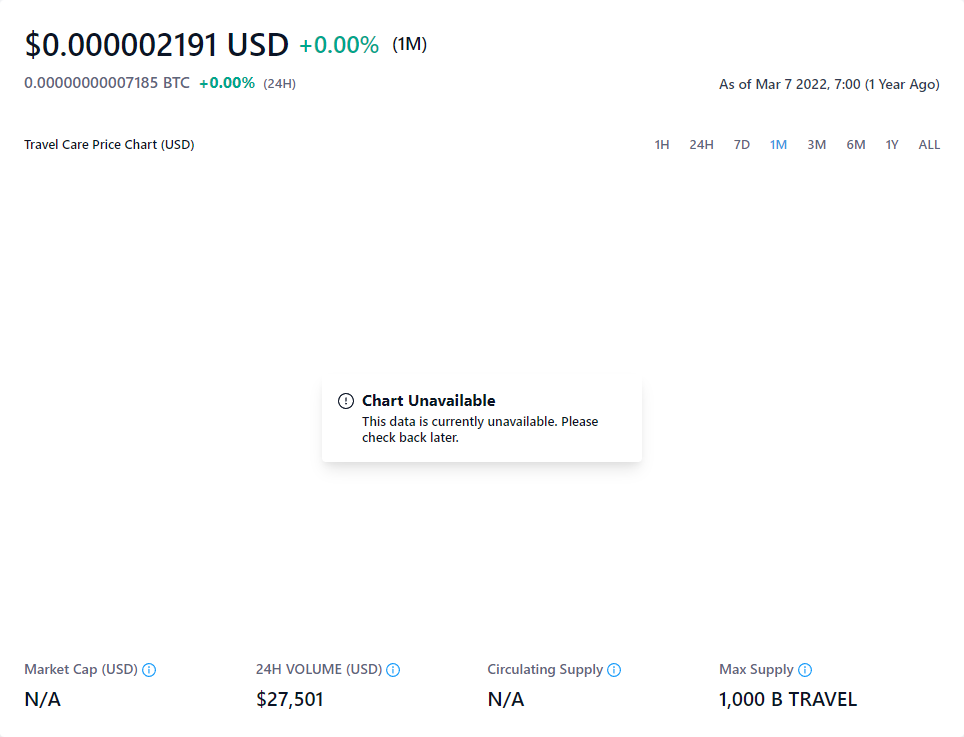 $0.000002191 USD +0.00% (1M)
0.00000000007185 BTC +0.00% (24H)
As of Mar 7 2022, 7:00 (1 Year Ago)
Travel Care Price Chart (USD)
1H 24H 7D 1M 3M 6M 1Y ALL
Chart Unavailable
This data is currently unavailable. Please
check back later.
Market Cap (USD) 24H VOLUME (USD) Circulating Supply Max Supply
N/A $27,501 N/A 1,000 B TRAVEL